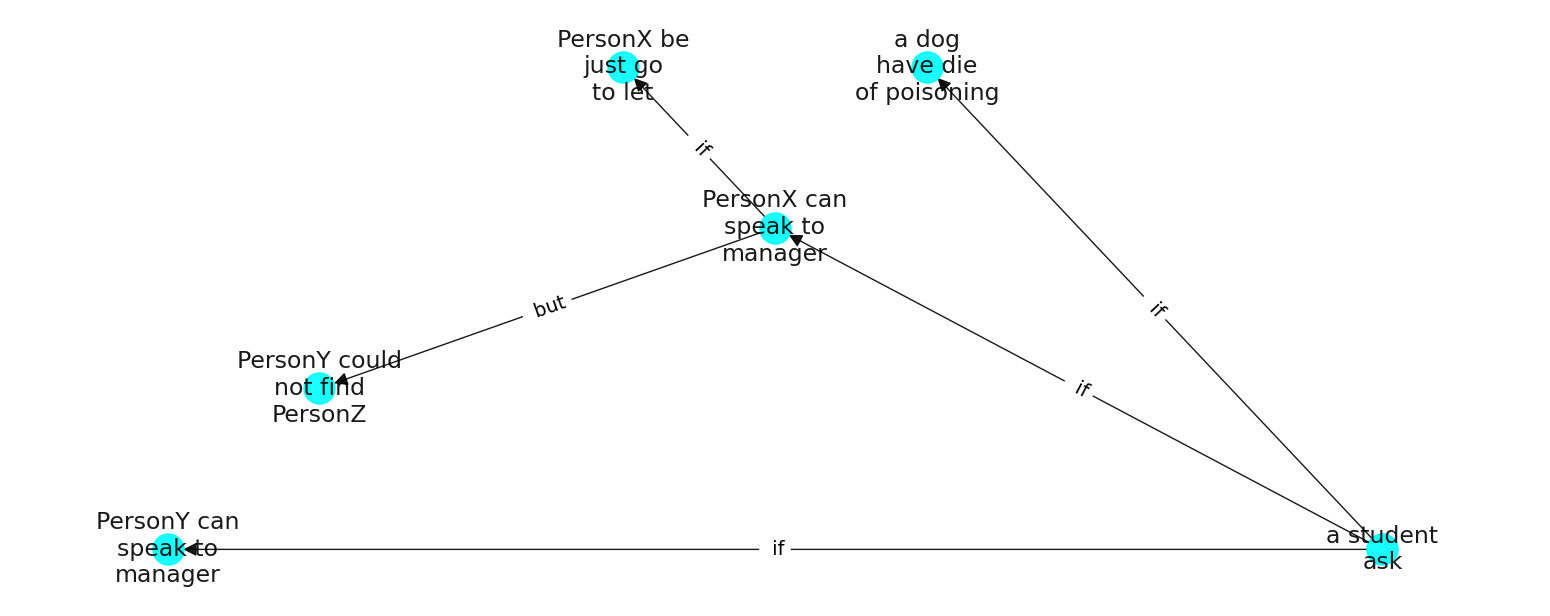 PersonX be
just go
to let
a dog
have die
of poisoning
if
PersonX can
speak to
manager
but
if
PersonY could
not find
PersonZ
if
PersonY can
speak to
manager
if
a student
ask